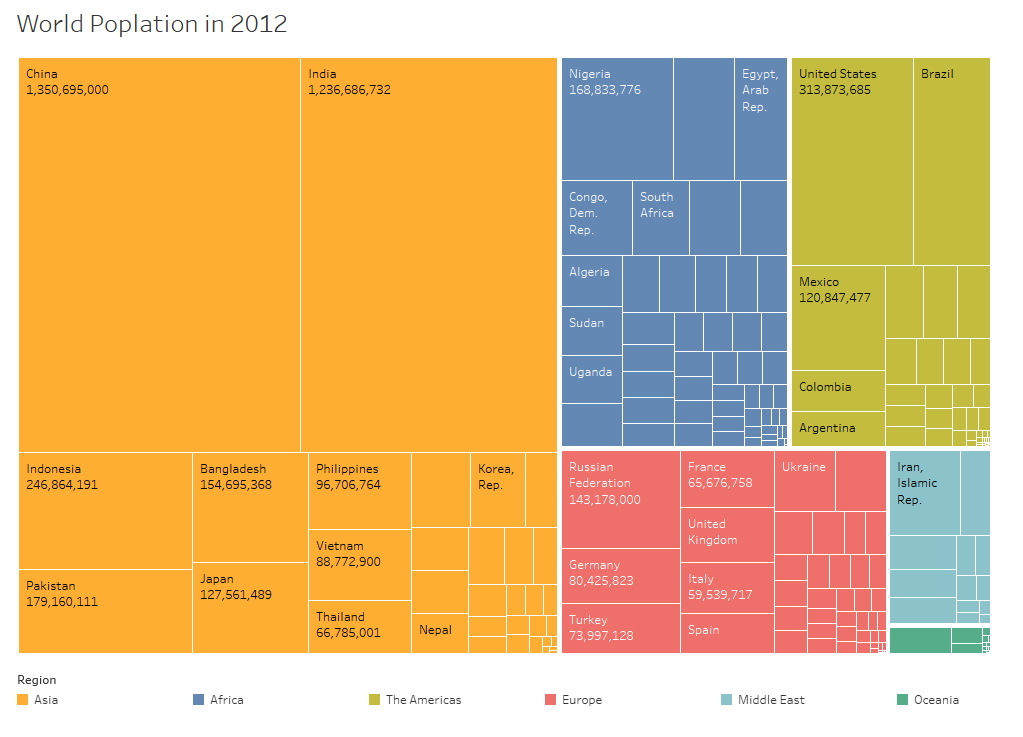 World Poplation in 2012
China
1,350,695,000
India
1,236,686,732
Nigeria
168,833,776
Egypt,
Arab
Rep.
United States
313,873,685
Brazil
Congo,
Dem.
Rep.
South
Africa
Algeria
Sudan
Uganda
Mexico
120,847,477
Colombia
Argentina
Indonesia
246,864,191
Bangladesh
154,695,368
Philippines
96,706,764
Korea,
Rep.
Vietnam
88,772,900
Pakistan
179,160,111
Japan
127,561,489
Thailand
66,785,001
Nepal
Russian
Federation
143,178,000
France
65,676,758
Ukraine
United
Kingdom
Germany
80,425,823
Italy
59,539,717
Turkey
73,997,128
Spain
Iran,
Islamic
Rep.
Region
Asia
Africa
The Americas
Europe
Middle East
Oceania